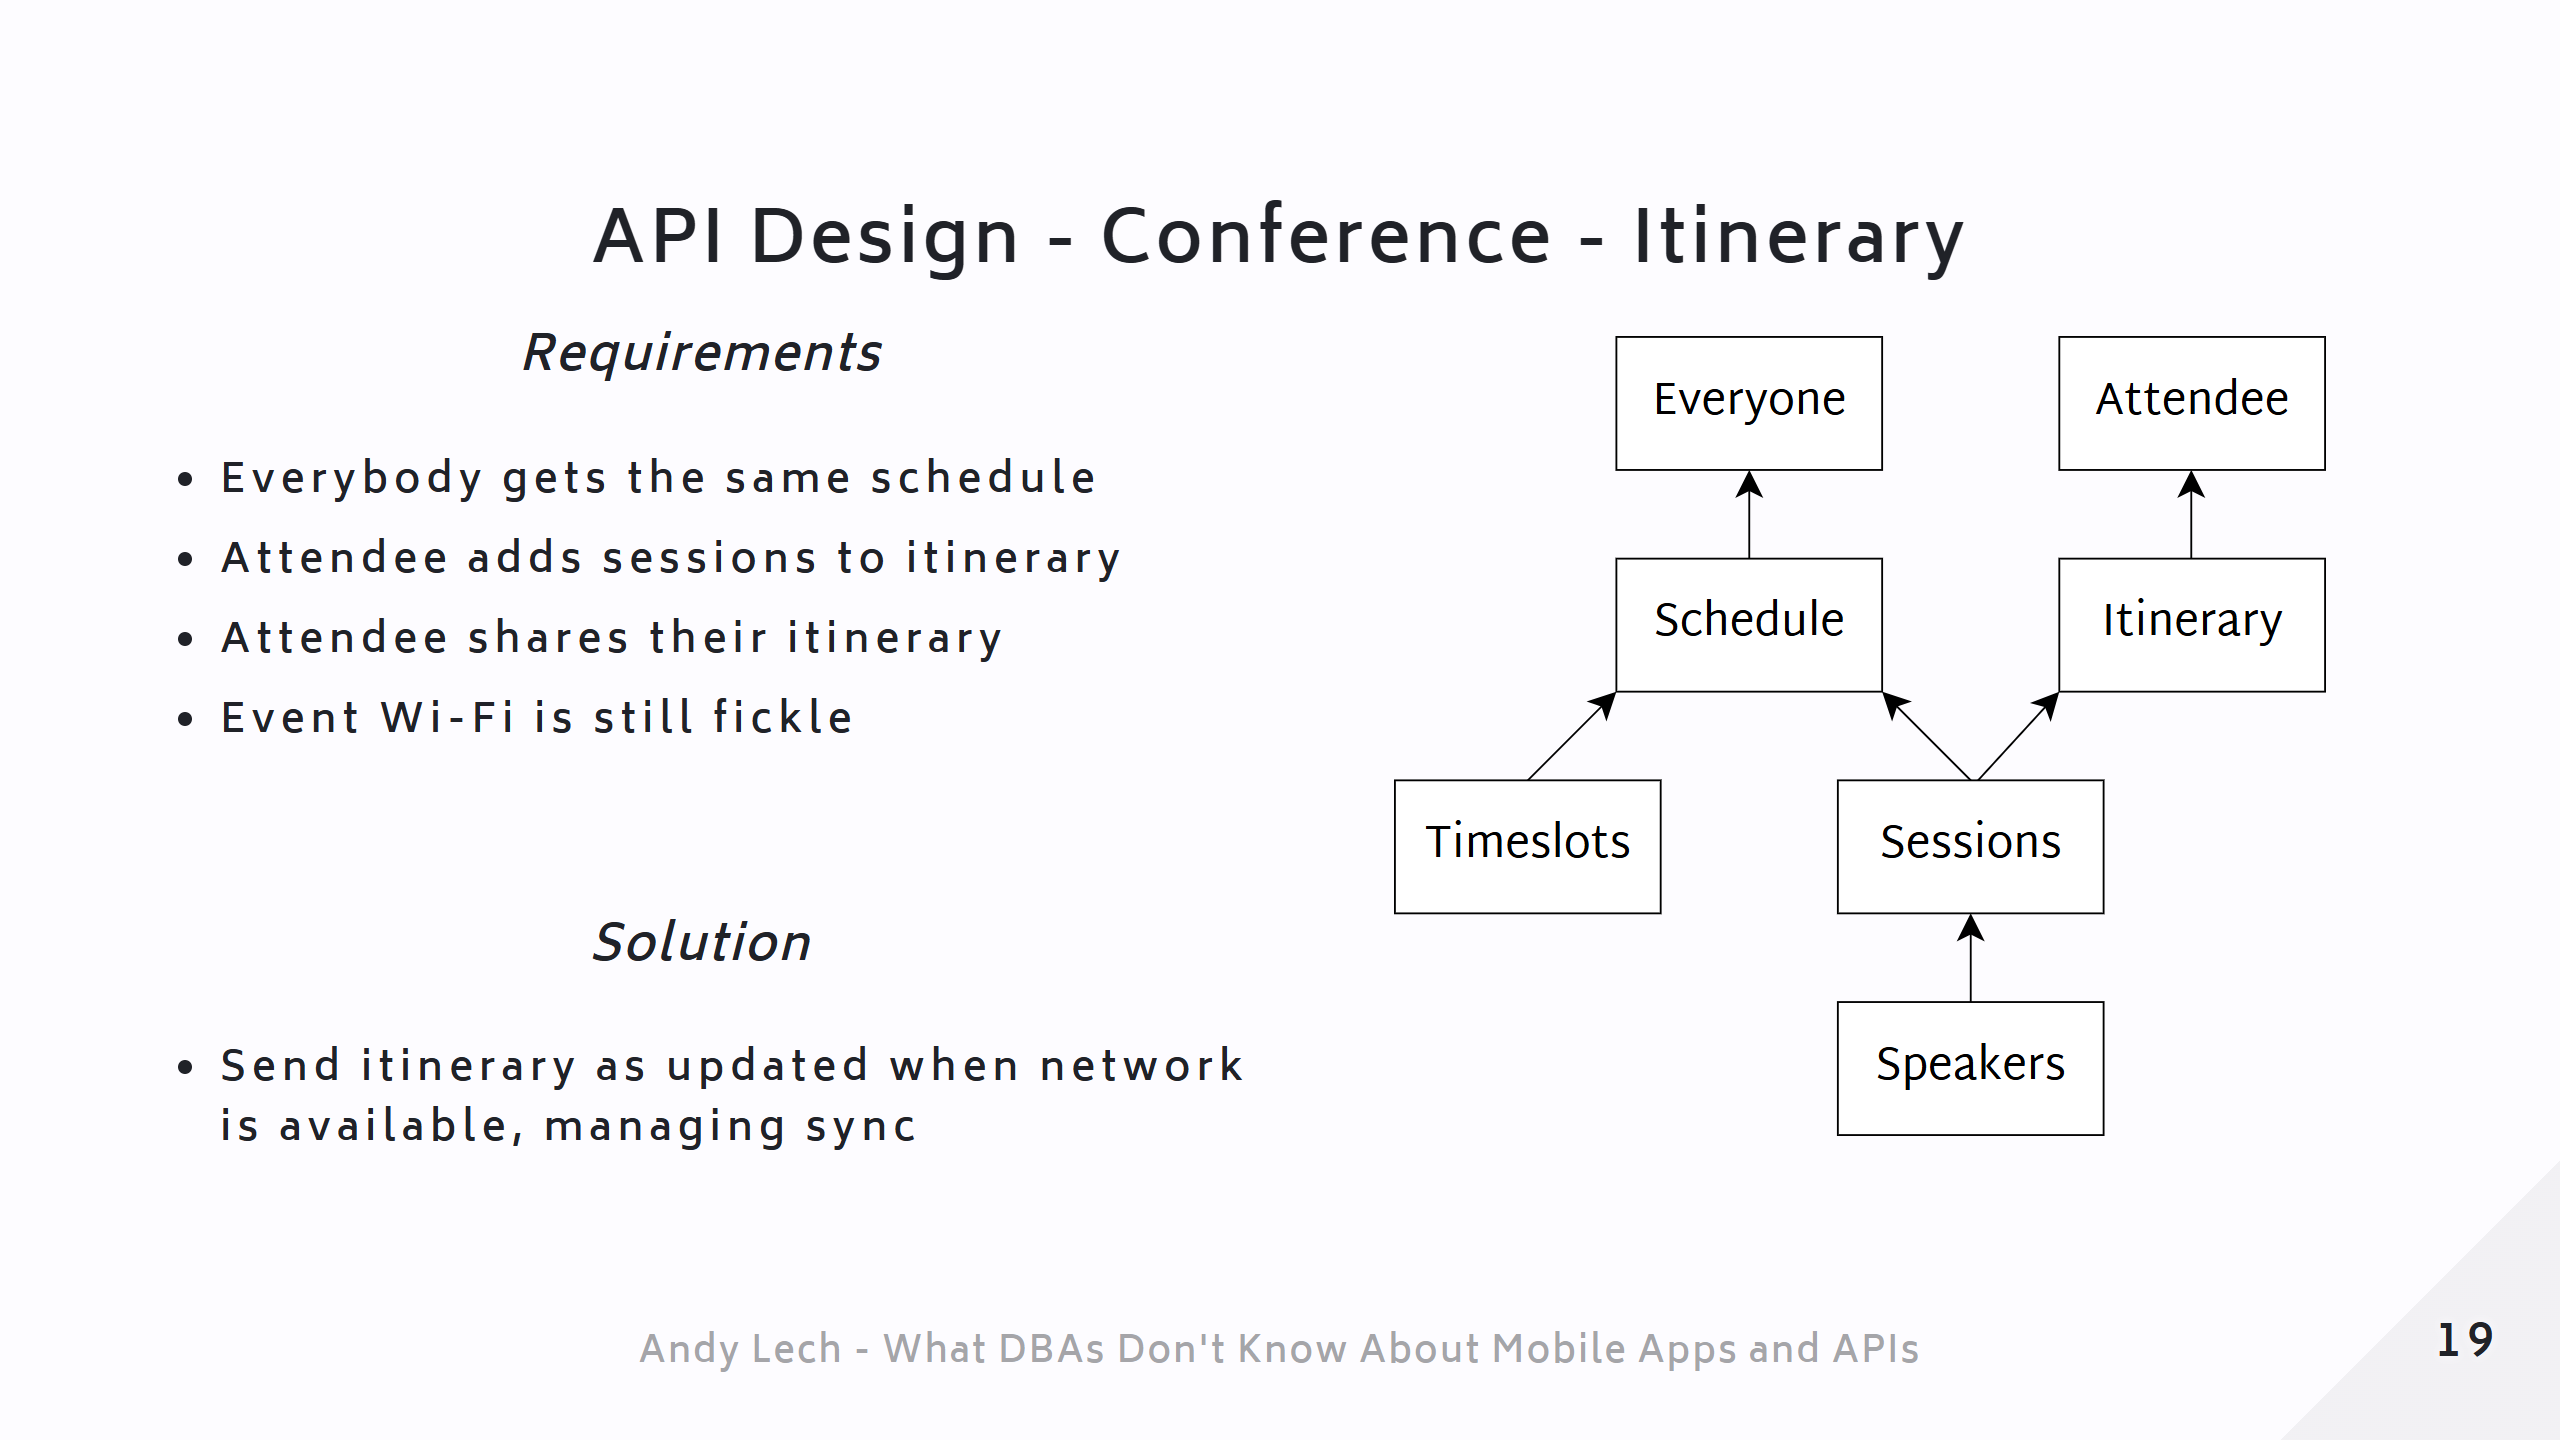 API Design - Conference - Itinerary
Requirements
• Everybody gets the same schedule
• Attendee adds sessions to itinerary
• Attendee shares their itinerary
• Event Wi-Fi is still fickle
Solution
• Send itinerary as updated when network
is available, managing sync
Everyone
Attendee
Schedule
Itinerary
Timeslots
Sessions
Speakers
Andy Lech - What DBAs Don't Know About Mobile Apps and APIs
19